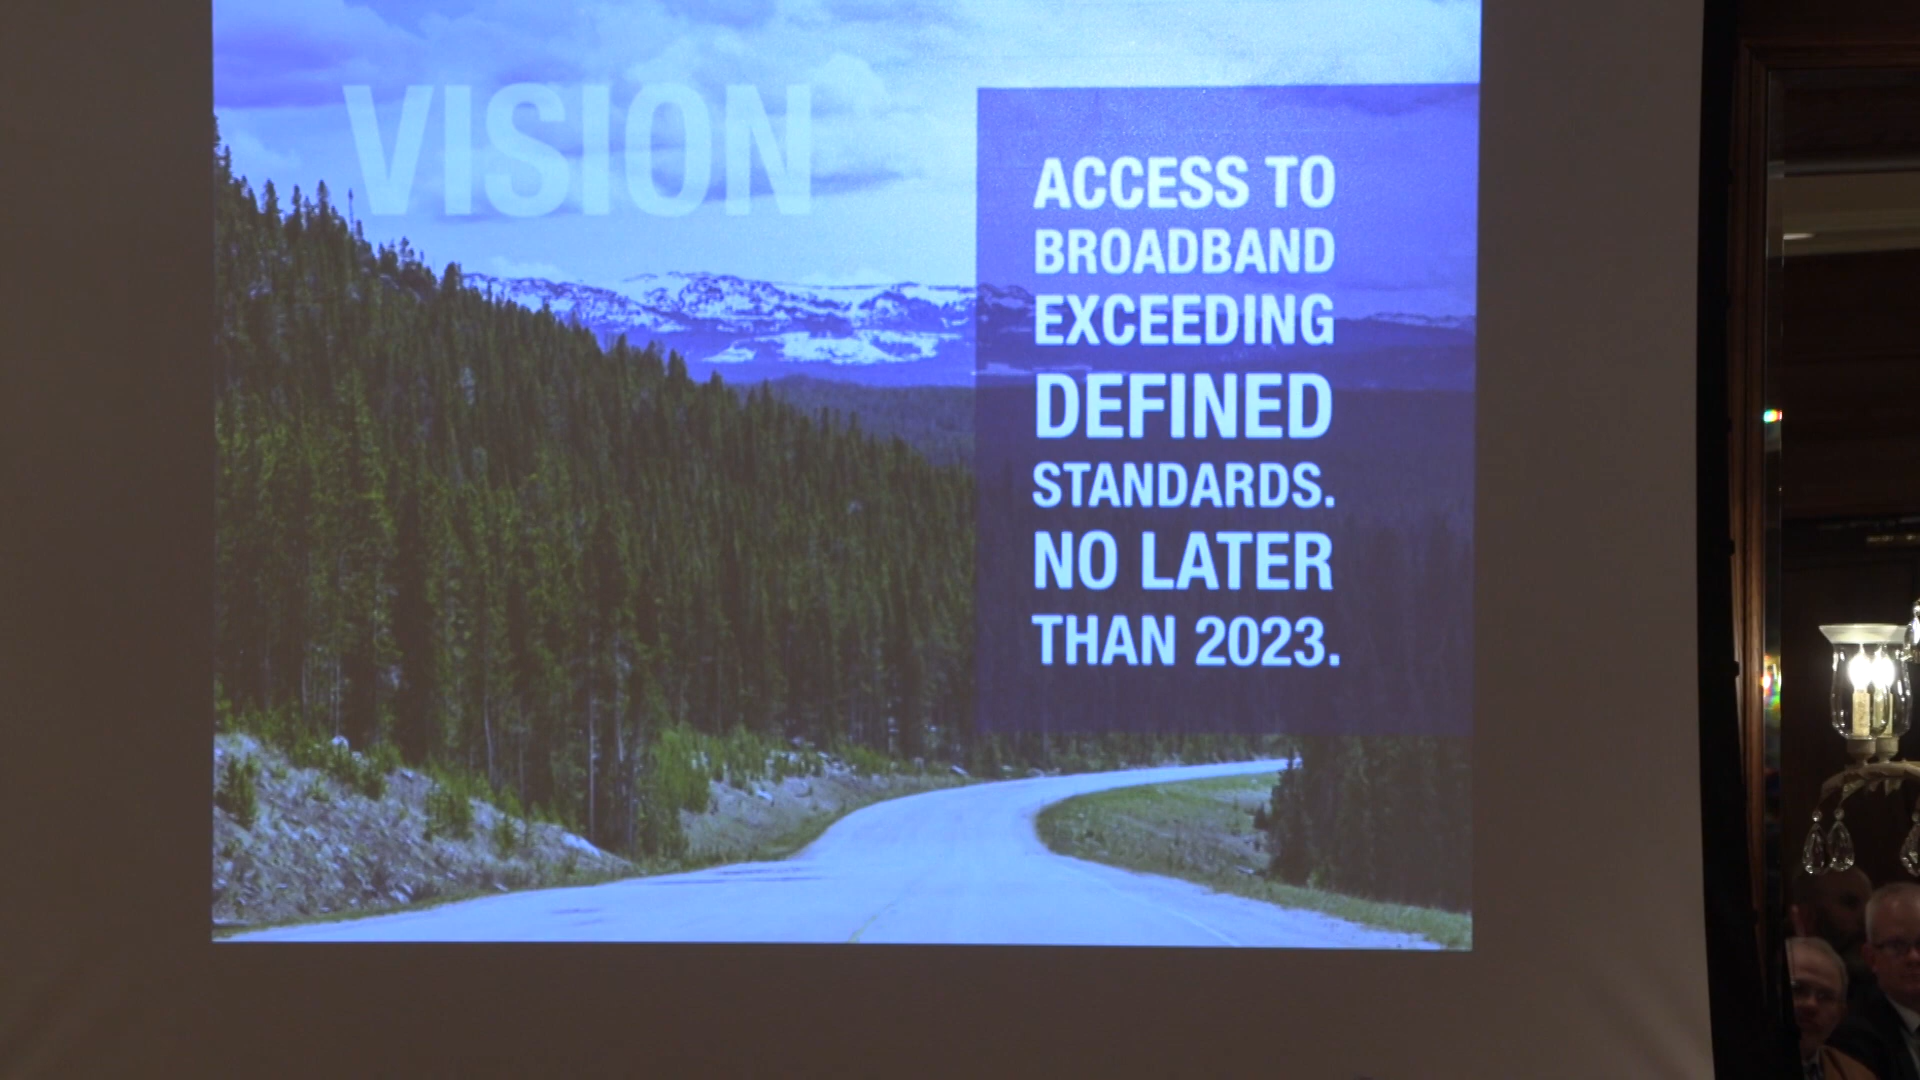 VISION
ACCESS TO
BROADBAND
EXCEEDING
DEFINED
STANDARDS.
NO LATER
THAN 2023.